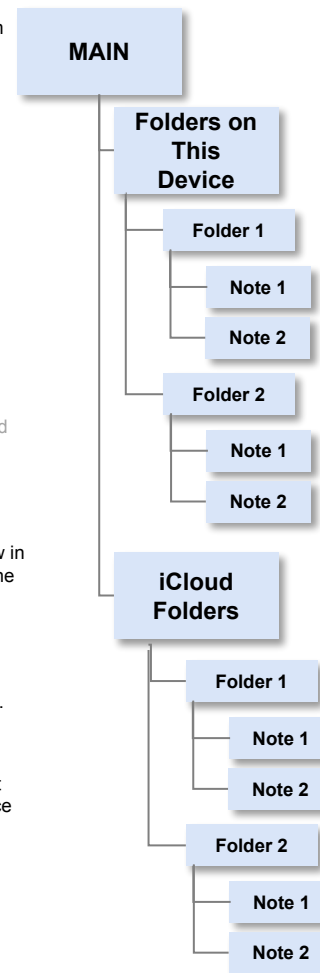 MAIN
Folders on
This
Device
Folder 1
Note 1
Note 2
Folder 2
Note 1
Note 2
in
iCloud
Folders
Folder 1
Note 1
Note 2
Folder 2
Note 1
Note 2